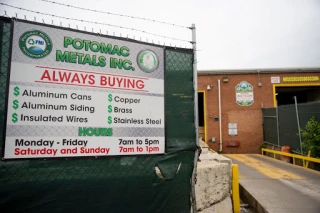 POTOMAC
METALS INC.
ALWAYS BUYING
$ Aluminum Cans
$ Aluminum Siding
$ Insulated Wires
$ Copper
$ Brass
$ Stainless Steel
HOURS
Monday - Friday 7am to 5pm
Saturday and Sunday 7am to 1pm